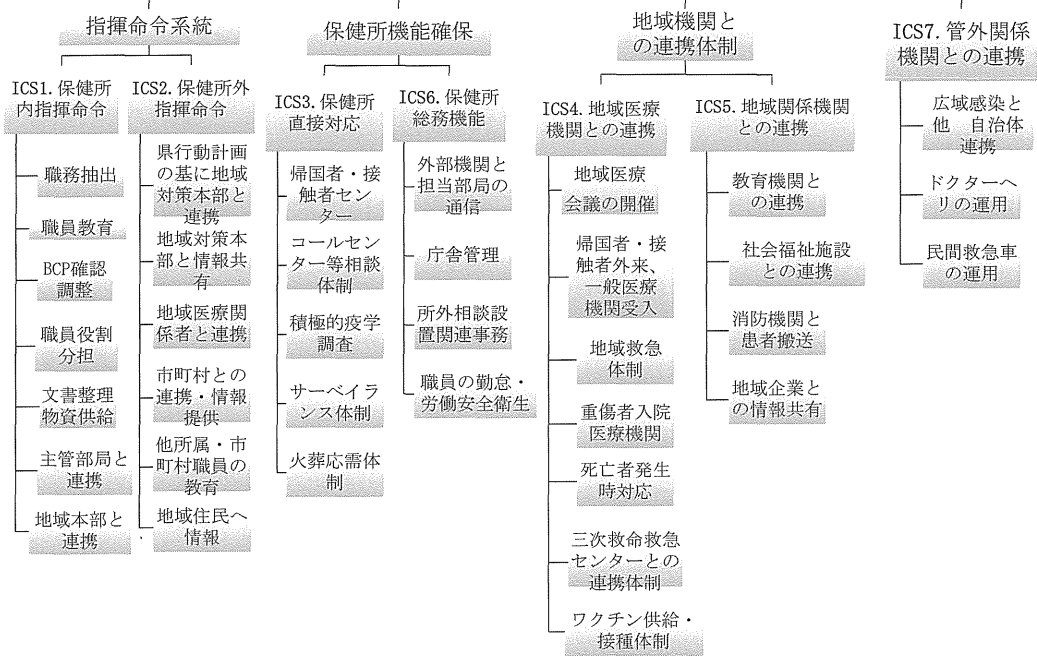 指揮命令系統
ICS1.保健所
内指揮命令
職務抽出
職員教育
BCP確認
調整
職員役割
分担
文書整理
物資供給
主管部局と
連携
地域本部と
連携
ICS2.保健所外
指揮命令
県行動計画
の基に地域
対策本部と
連携
地域対策本
部と情報共
有
地域医療関
係者と連携
市町村との
連携・情報
提供
他所属・市
町村職員の
教育
地域住民へ
情報
保健所機能確保
ICS3.保健所
直接対応
帰国者・接
触者センター
コールセン
ター等相談
体制
積極的疫学
調査
サーベイラ
ンス体制
火葬応需体
制
ICS6.保健所
総務機能
外部機関と
担当部局の
通信
庁舎管理
所外相談設
置関連事務
職員の勤怠・
労働安全衛生
地域機関と
の連携体制
ICS4.地域医療
機関との連携
地域医療
会議の開催
帰国者・接
触者外来、
一般医療
機関受入
地域救急
体制
重傷者入院
医療機関
死亡者発生
時対応
三次救命救急
センターとの
連携体制
ワクチン供給・
接種体制
ICS5.地域関係機関
との連携
教育機関と
の連携
社会福祉施設
との連携
消防機関と
患者搬送
地域企業と
の情報共有
ICS7.管外関係
機関との連携
広域感染と
他　自治体
連携
ドクターヘ
リの運用
民間救急車
の運用